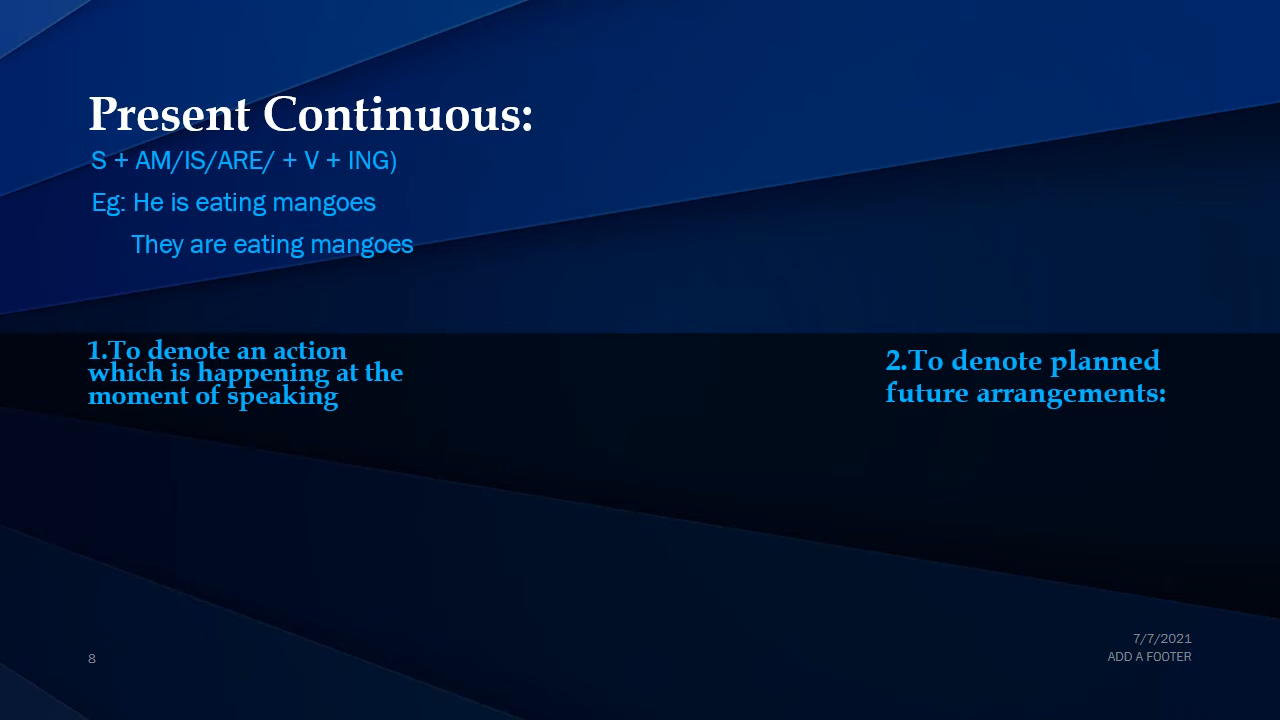 Present Continuous:
S + AM/IS/ARE/ + V + ING)
Eg: He is eating mangoes
They are eating mangoes
1.To denote an action
which is happening at the
moment of speaking
2.To denote planned
future arrangements:
7/7/2021
8
ADD A FOOTER